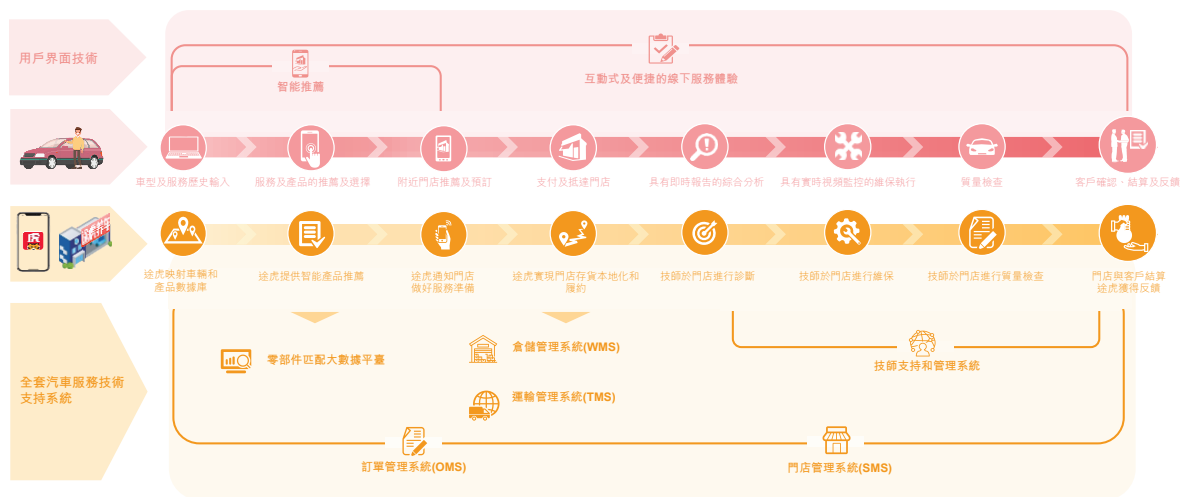 用戶界面技術
智能推薦
互動式及便捷的線下服務體驗
車型及服務歷史輸入
服務及產品的推薦及選擇
附近門店推薦及預訂
支付及抵達門店
具有即時報告的綜合分析
具有實時視頻監控的維保執行
質量檢查
客戶確認、結算及反饋
虎
途虎映射車輛和
產品數據庫
途虎提供智能產品推薦
途虎通知門店
做好服務準備
途虎實現門店存貨本地化和
履約
技師於門店進行診斷
技師於門店進行維保
技師於門店進行質量檢查
門店與客戶結算
途虎獲得反饋
全套汽車服務技術
支持系統
零部件匹配大數據平臺
倉儲管理系統(WMS)
運輸管理系統(TMS)
技師支持和管理系統
訂單管理系統(OMS)
門店管理系統(SMS)